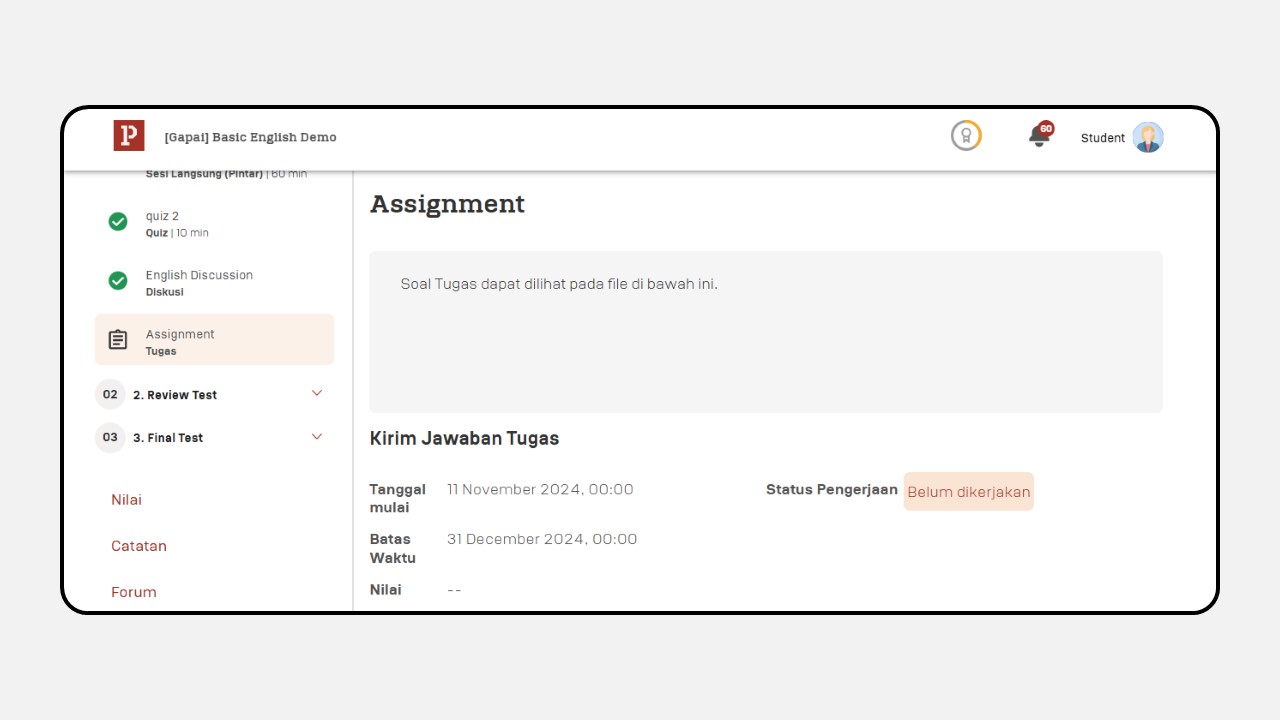 P
[Gapai] Basic English Demo
60
Student
Sesi Langsung (Pintar) | 60 min
quiz 2
Quiz | 10 min
English Discussion
Diskusi
Assignment
Tugas
02 2. Review Test
03 3. Final Test
Nilai
Catatan
Forum
Assignment
Soal Tugas dapat dilihat pada file di bawah ini.
Kirim Jawaban Tugas
Tanggal mulai 11 November 2024, 00:00
Status Pengerjaan Belum dikerjakan
Batas Waktu 31 December 2024, 00:00
Nilai --